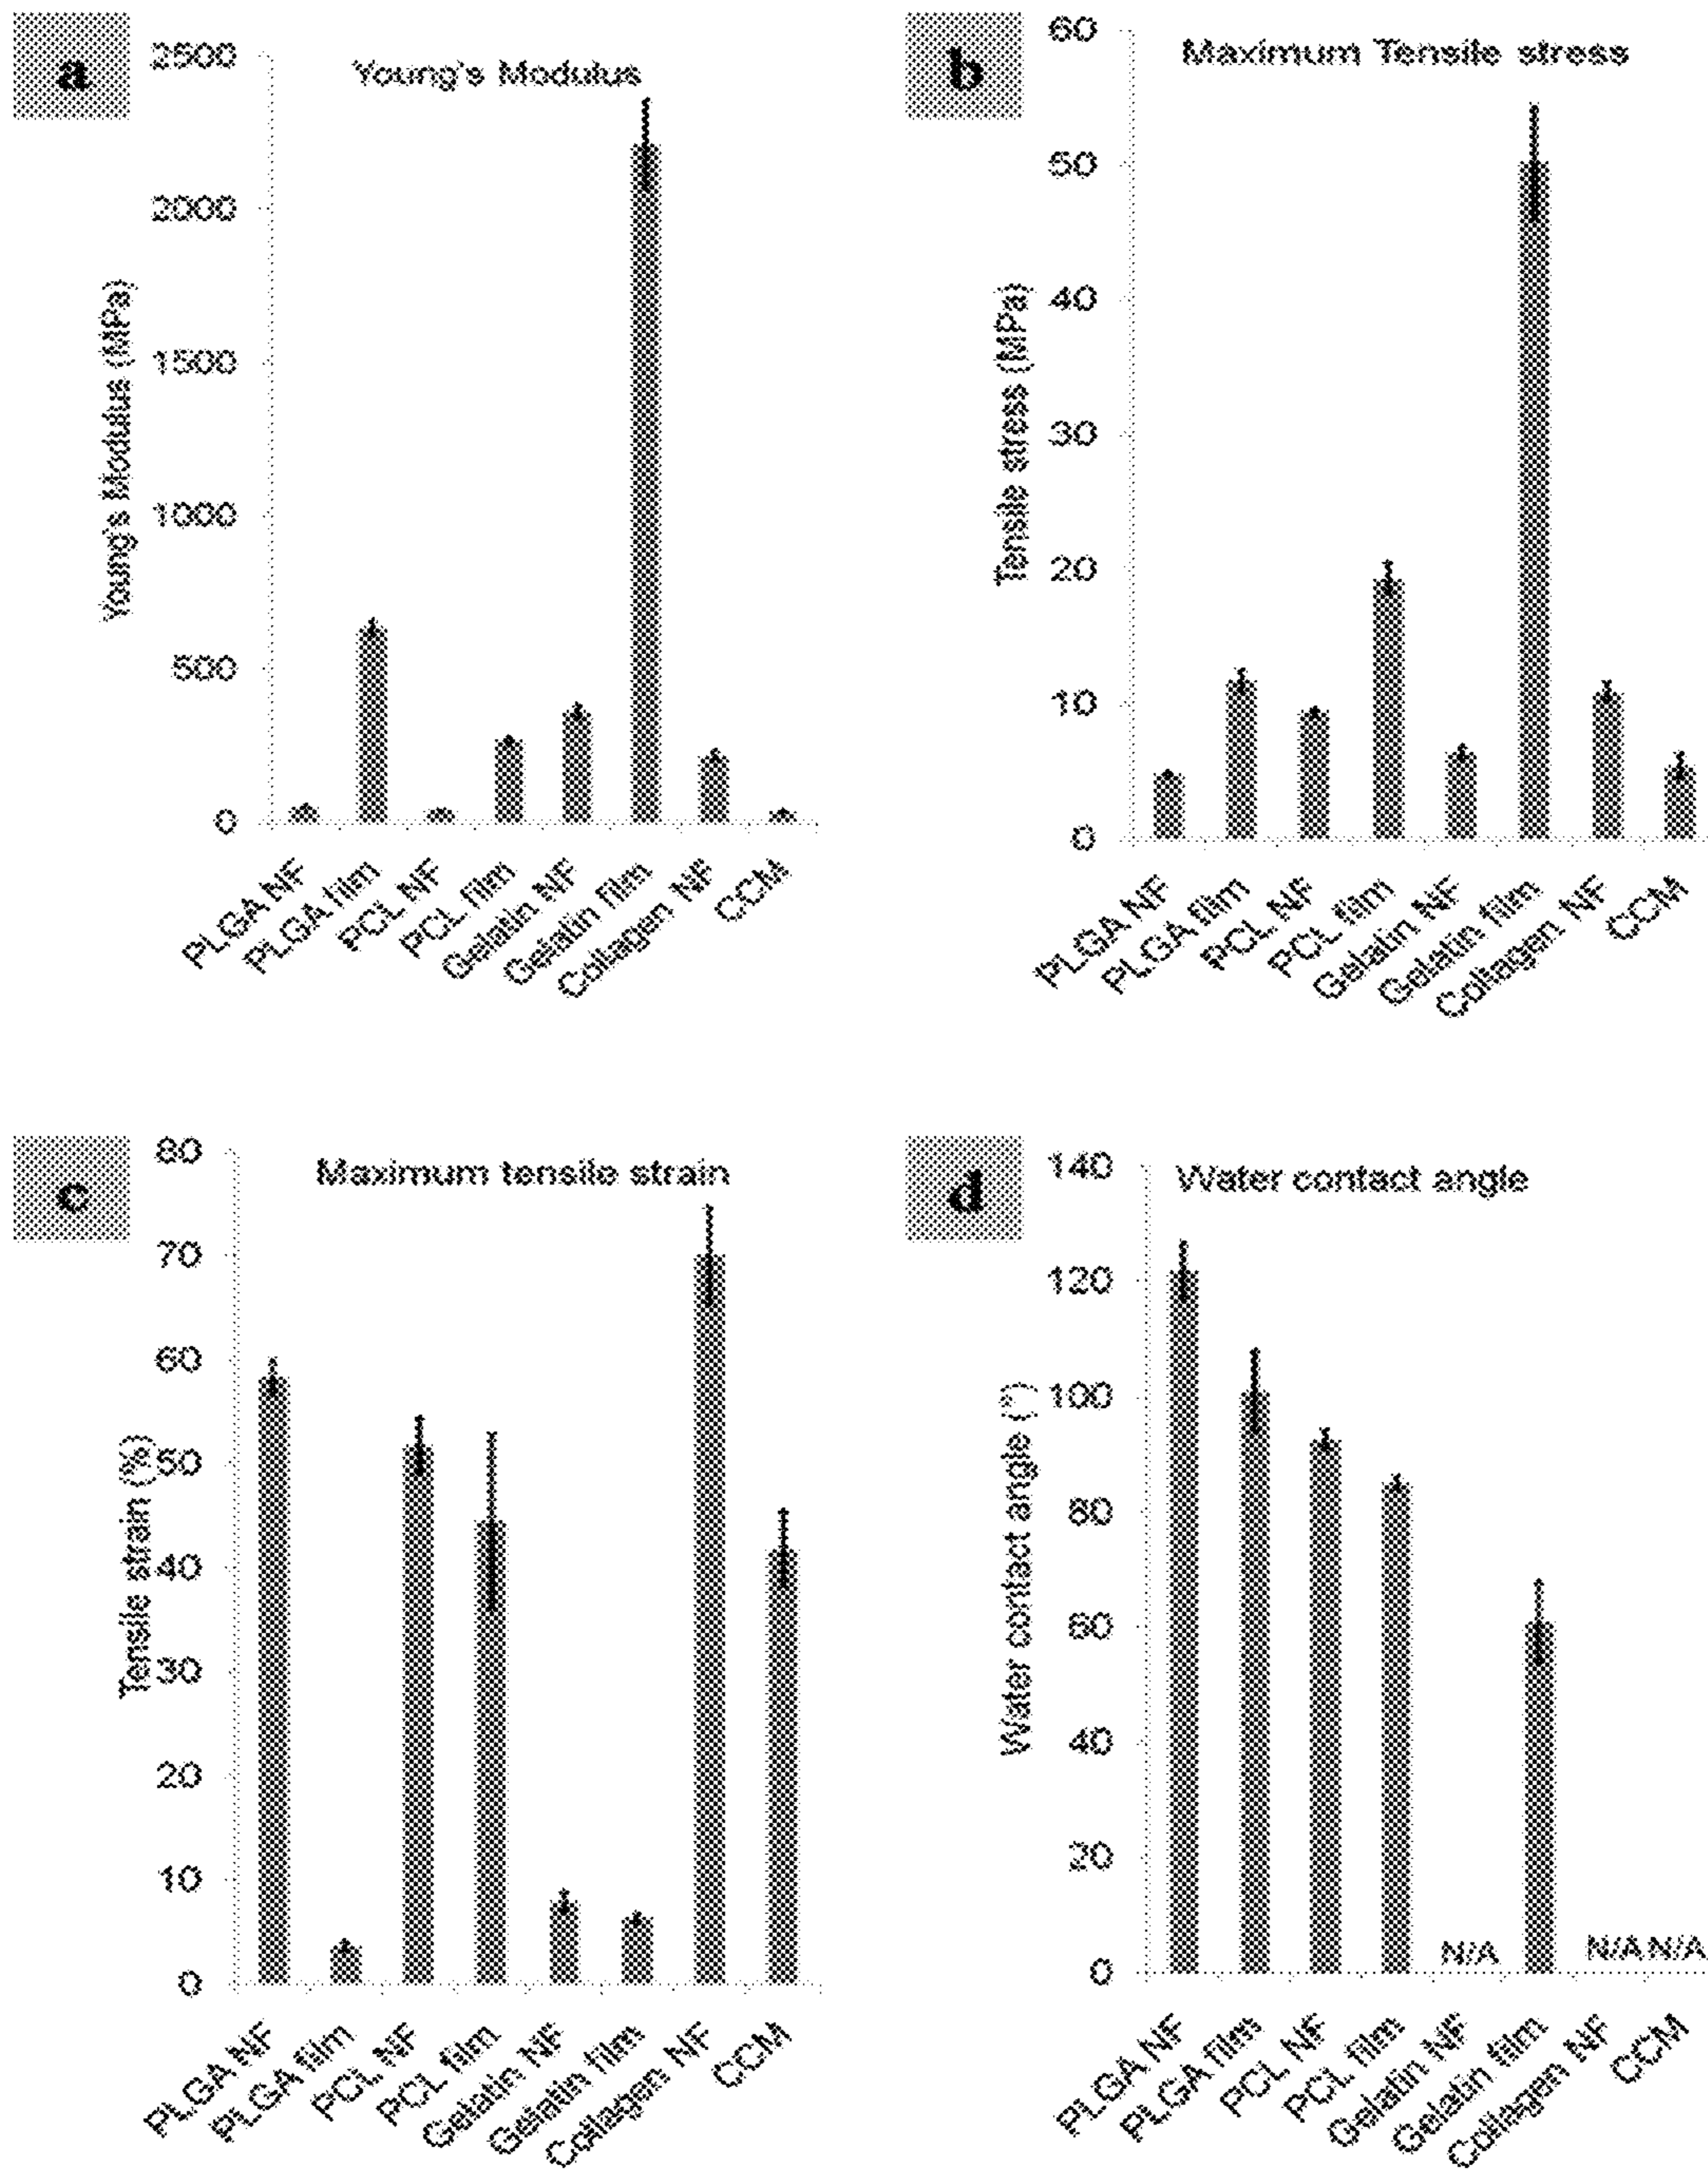 a
Young's Modulus
Young's Modulus (MPa)
2500
2000
1500
1000
500
0
PLGA NF
PLGA film
PCL NF
PCL film
Gelatin NF
Gelatin film
Collagen NF
CCM
b
Maximum Tensile stress
Tensile stress (MPa)
60
50
40
30
20
10
0
PLGA NF
PLGA film
PCL NF
PCL film
Gelatin NF
Gelatin film
Collagen NF
CCM
c
Maximum tensile strain
Tensile strain (%)
80
70
60
50
40
30
20
10
0
PLGA NF
PLGA film
PCL NF
PCL film
Gelatin NF
Gelatin film
Collagen NF
CCM
d
Water contact angle
Water contact angle (°)
140
120
100
80
60
40
20
0
N/A
N/A N/A
PLGA NF
PLGA film
PCL NF
PCL film
Gelatin NF
Gelatin film
Collagen NF
CCM